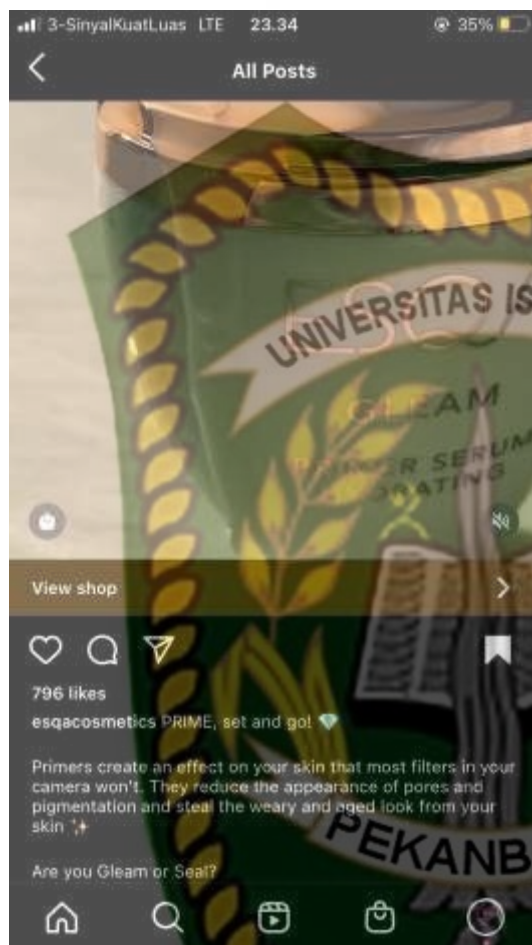 3-SinyalKuatLuas LTE 23.34 35%
All Posts
UNIVERSITAS IS
GLEAM
SERUM
View shop
796 likes
esqacosmetics PRIME, set and go! 💎
Primers create an effect on your skin that most filters in your
camera won't. They reduce the appearance of pores and
pigmentation and steal the weary and aged look from your
skin ✨
Are you Gleam or Seal?
PEKANB